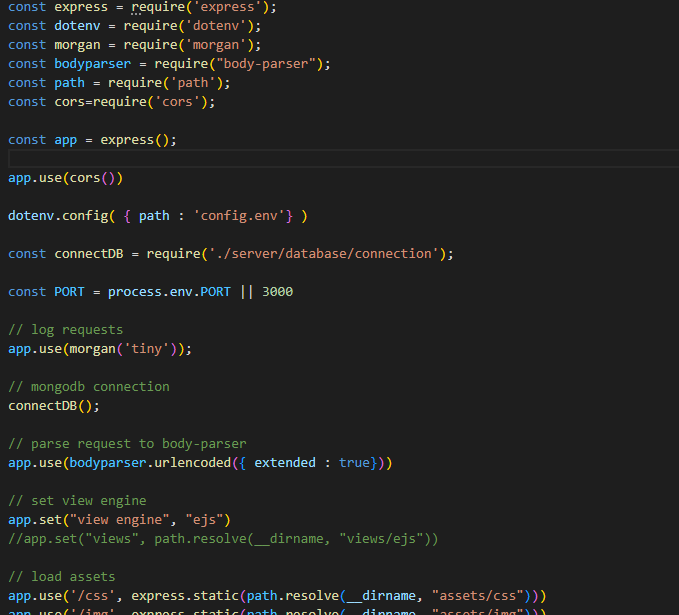 const express = require('express');
const dotenv = require('dotenv');
const morgan = require('morgan');
const bodyparser = require("body-parser");
const path = require('path');
const cors=require('cors');
const app = express();
app.use(cors())
dotenv.config( { path : 'config.env'} )
const connectDB = require('./server/database/connection');
const PORT = process.env.PORT || 3000
// log requests
app.use(morgan('tiny'));
// mongodb connection
connectDB();
// parse request to body-parser
app.use(bodyparser.urlencoded({ extended : true}))
// set view engine
app.set("view engine", "ejs")
//app.set("views", path.resolve(__dirname, "views/ejs"))
// load assets
app.use('/css', express.static(path.resolve(__dirname, "assets/css")))
app.use('/img', express.static(path.resolve(__dirname, "assets/img")))